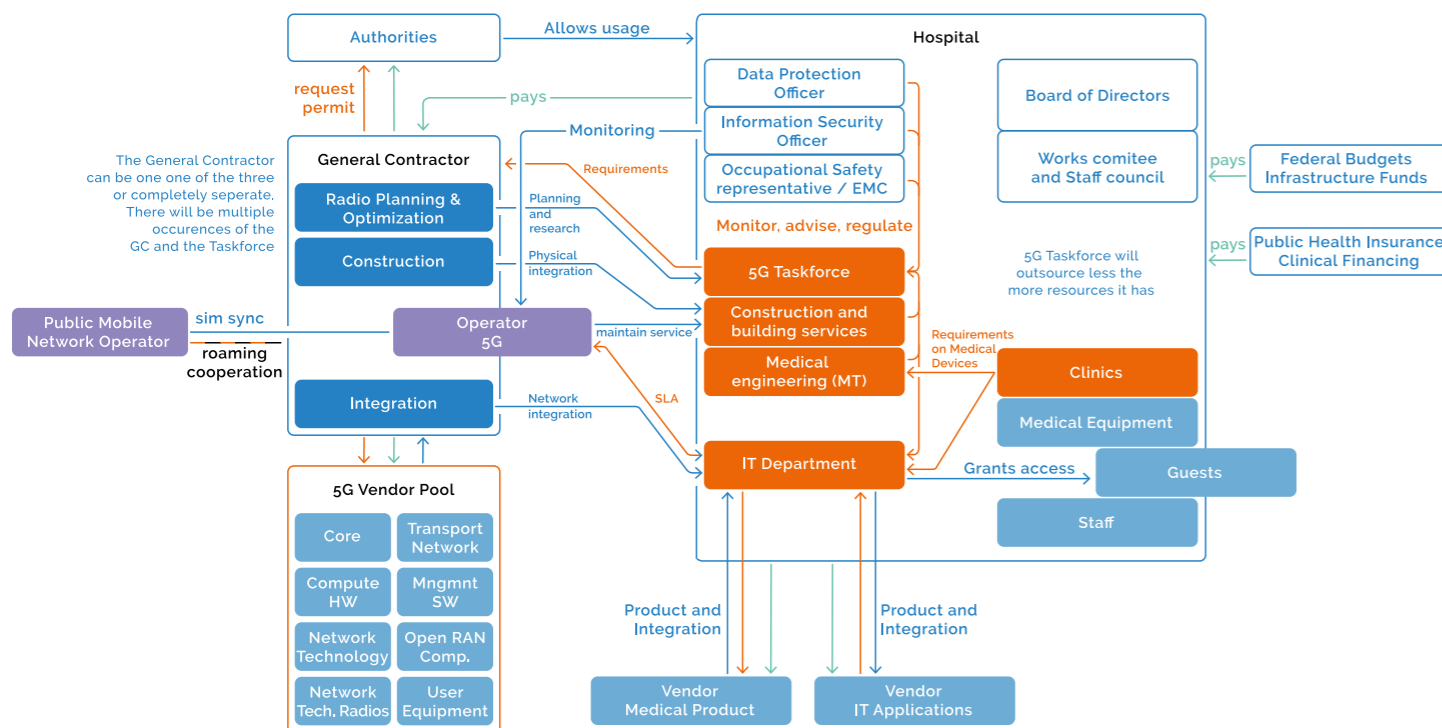 Authorities
Allows usage
Hospital
request
permit
pays
Monitoring
Data Protection
Officer
Information Security
Officer
Occupational Safety
representative / EMC
Board of Directors
Works comitee
and Staff council
pays
Federal Budgets
Infrastructure Funds
pays
Public Health Insurance
Clinical Financing
The General Contractor
can be one one of the three
or completely seperate.
There will be multiple
occurences of the
GC and the Taskforce
General Contractor
Radio Planning &
Optimization
Construction
Requirements
Planning
and
research
Physical
integration
Monitor, advise, regulate
5G Taskforce
5G Taskforce will
outsource less the
more resources it has
Construction and
building services
Medical
engineering (MT)
Requirements
on Medical
Devices
Clinics
Medical Equipment
Guests
Staff
Public Mobile
Network Operator
sim sync
roaming
cooperation
Operator
5G
maintain service
SLA
Integration
Network
integration
IT Department
Grants access
5G Vendor Pool
Core
Transport
Network
Compute
HW
Mngmnt
SW
Network
Technology
Open RAN
Comp.
Network
Tech. Radios
User
Equipment
Product and
Integration
Product and
Integration
Vendor
Medical Product
Vendor
IT Applications